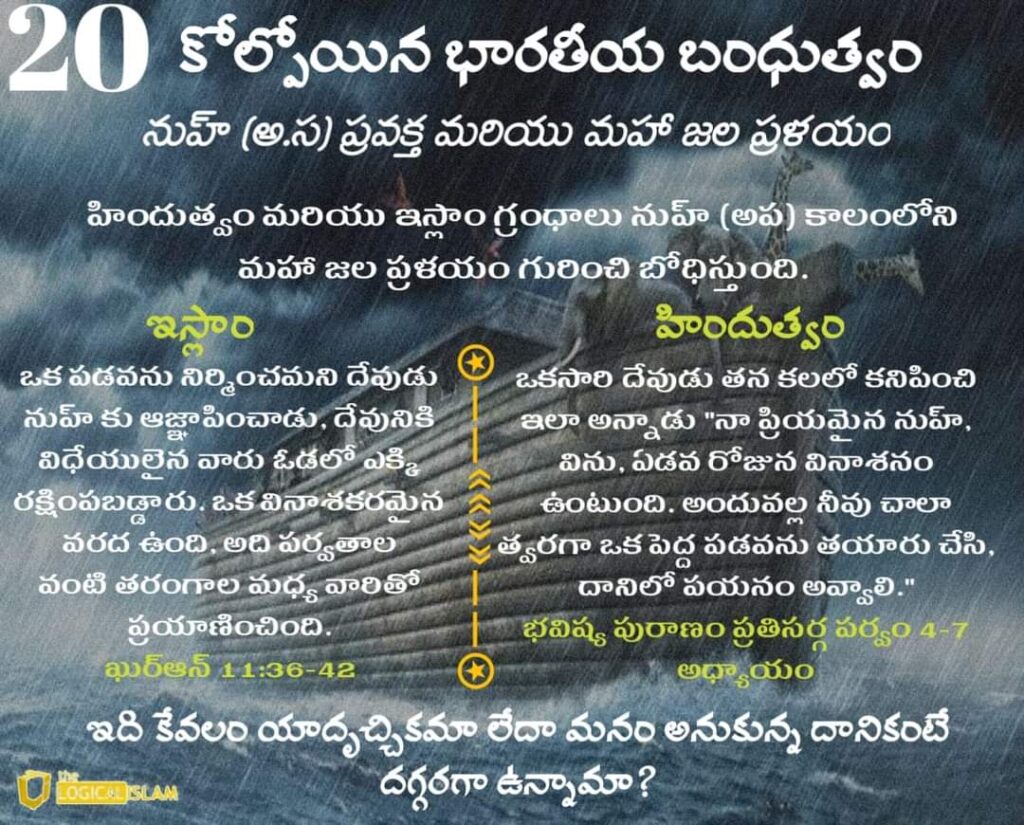 20 కోల్పోయిన భారతీయ బంధుత్వం
నుహ్ (అ.స) ప్రవక్త మరియు మహా జల ప్రళయం
హిందుత్వం మరియు ఇస్లాం గ్రంధాలు నుహ్ (అప) కాలంలోని
మహా జల ప్రళయం గురించి బోధిస్తుంది.
ఇస్లాం
ఒక పడవను నిర్మించమని దేవుడు
నుహ్ కు ఆజ్ఞాపించాడు, దేవునికి
విధేయులైన వారు ఓడలో ఎక్కి
రక్షింపబడ్డారు. ఒక వినాశకరమైన
వరద ఉంది, అది పర్వతాల
వంటి తరంగాల మధ్య వారితో
ప్రయాణించింది.
ఖుర్ఆన్ 11:36-42
హిందుత్వం
ఒకసారి దేవుడు తన కలలో కనిపించి
ఇలా అన్నాడు "నా ప్రియమైన నుహ్,
విను, ఏడవ రోజున వినాశనం
ఉంటుంది. అందువల్ల నీవు చాలా
త్వరగా ఒక పెద్ద పడవను తయారు చేసి,
దానిలో పయనం అవ్వాలి."
భవిష్య పురాణం ప్రతిసర్గ పర్వం 4-7
అధ్యాయం
ఇది కేవలం యాదృచ్చికమా లేదా మనం అనుకున్న దానికంటే
దగ్గరగా ఉన్నామా?
the
LOGICAL ISLAM